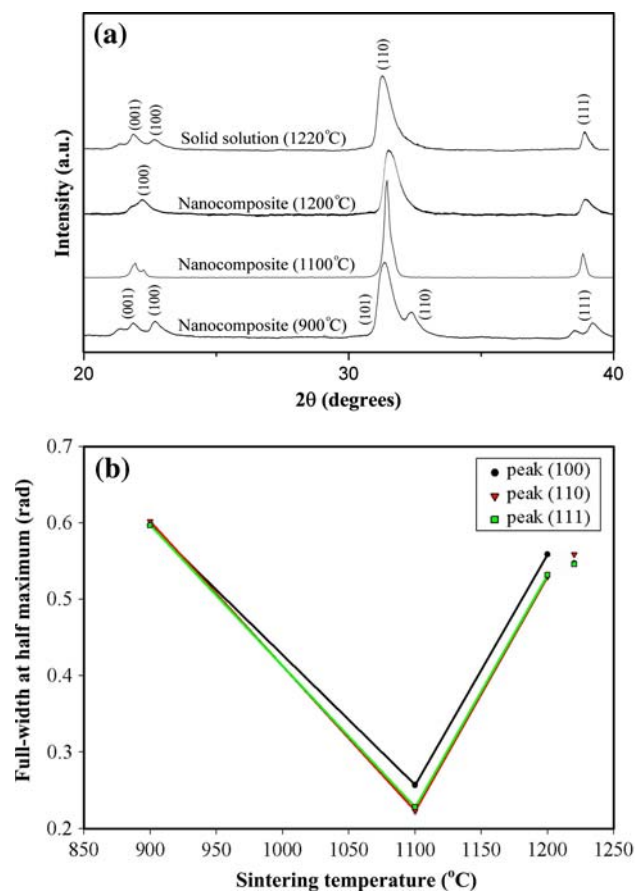 (a)
Intensity (a.u.)
(001)
(100)
(110)
(111)
Solid solution (1220°C)
(100)
Nanocomposite (1200°C)
Nanocomposite (1100°C)
(001)
(100)
(101)
(110)
(111)
Nanocomposite (900°C)
20
30
40
2θ (degrees)
(b)
Full-width at half maximum (rad)
0.7
0.6
0.5
0.4
0.3
0.2
peak (100)
peak (110)
peak (111)
850
900
950
1000
1050
1100
1150
1200
1250
Sintering temperature (°C)